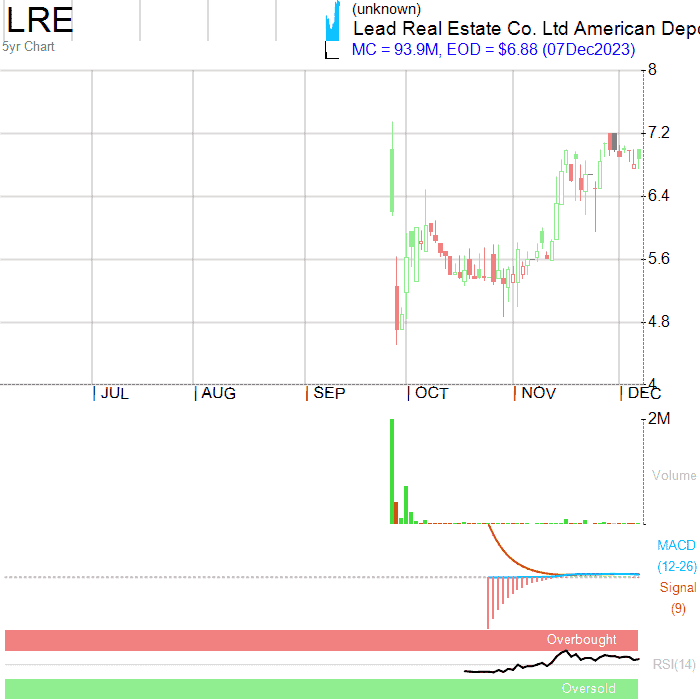 LRE
5yr Chart
(unknown)
Lead Real Estate Co. Ltd American Depo
MC = 93.9M, EOD = $6.88 (07Dec2023)
8
7.2
6.4
5.6
4.8
4
JUL AUG SEP OCT NOV DEC
2M
Volume
MACD
(12-26)
Signal
(9)
Overbought
RSI(14)
Oversold